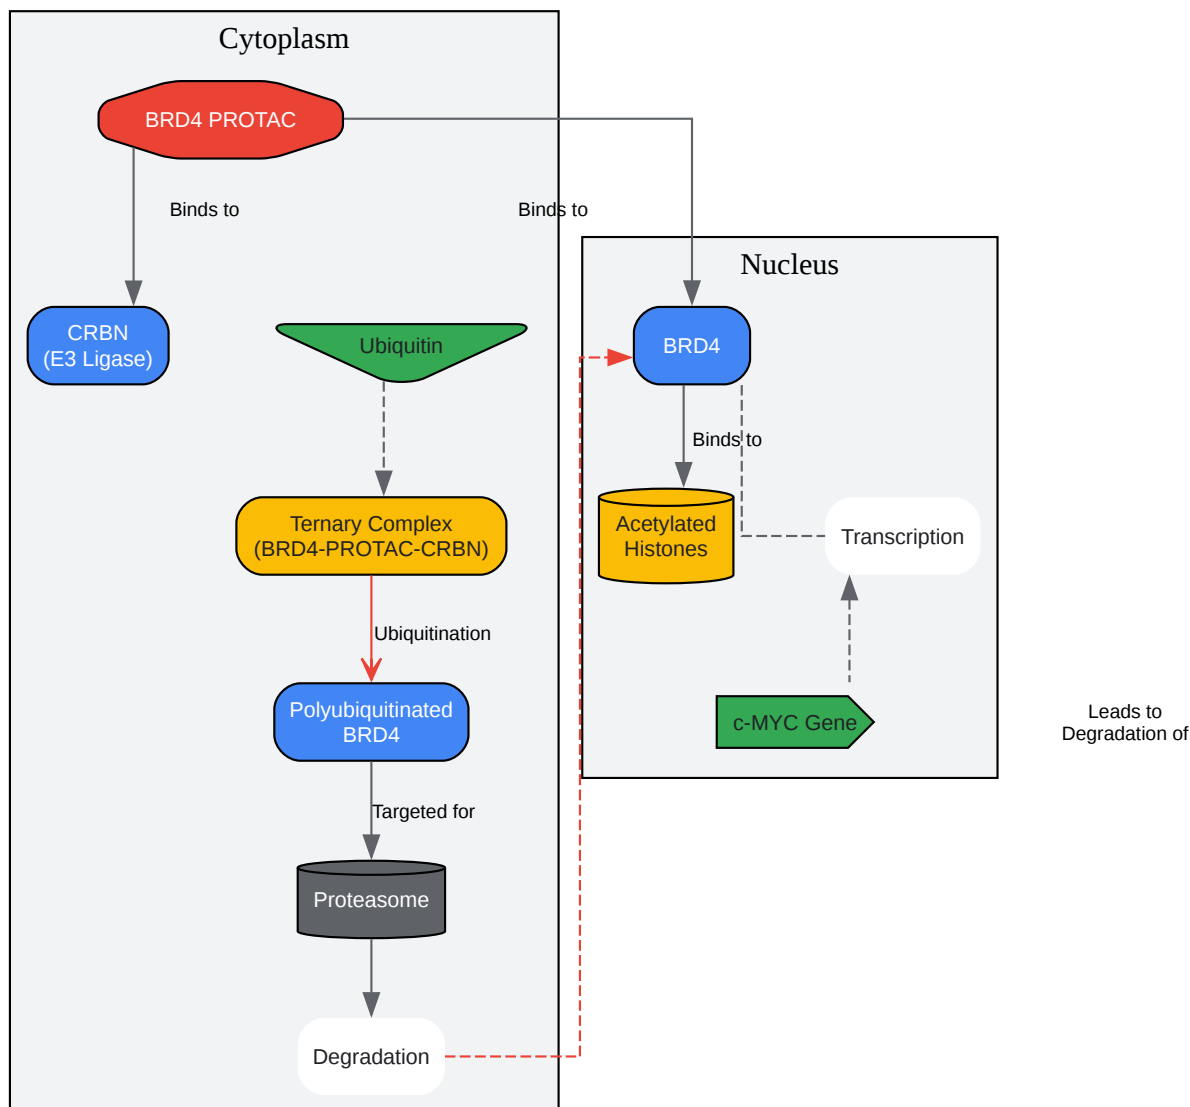 Cytoplasm
BRD4 PROTAC
Binds to
Binds to
Nucleus
CRBN
(E3 Ligase)
Ubiquitin
BRD4
Binds to
Ternary Complex
(BRD4-PROTAC-CRBN)
Acetylated
Histones
Transcription
Ubiquitination
Polyubiquitinated
BRD4
c-MYC Gene
Leads to
Degradation of
Targeted for
Proteasome
Degradation